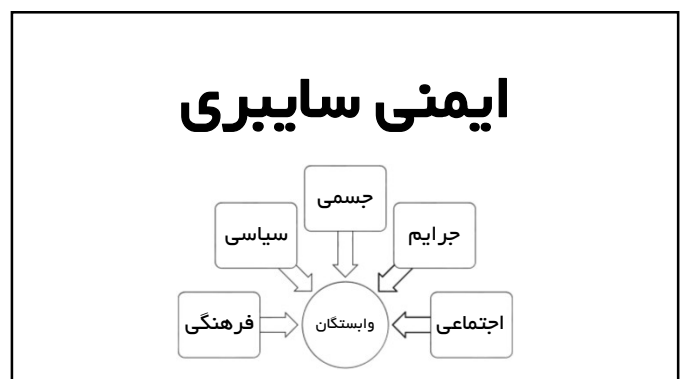 ایمنی سایبری
جسمی
جرایم
سیاسی
اجتماعی
وابستگان
فرهنگی